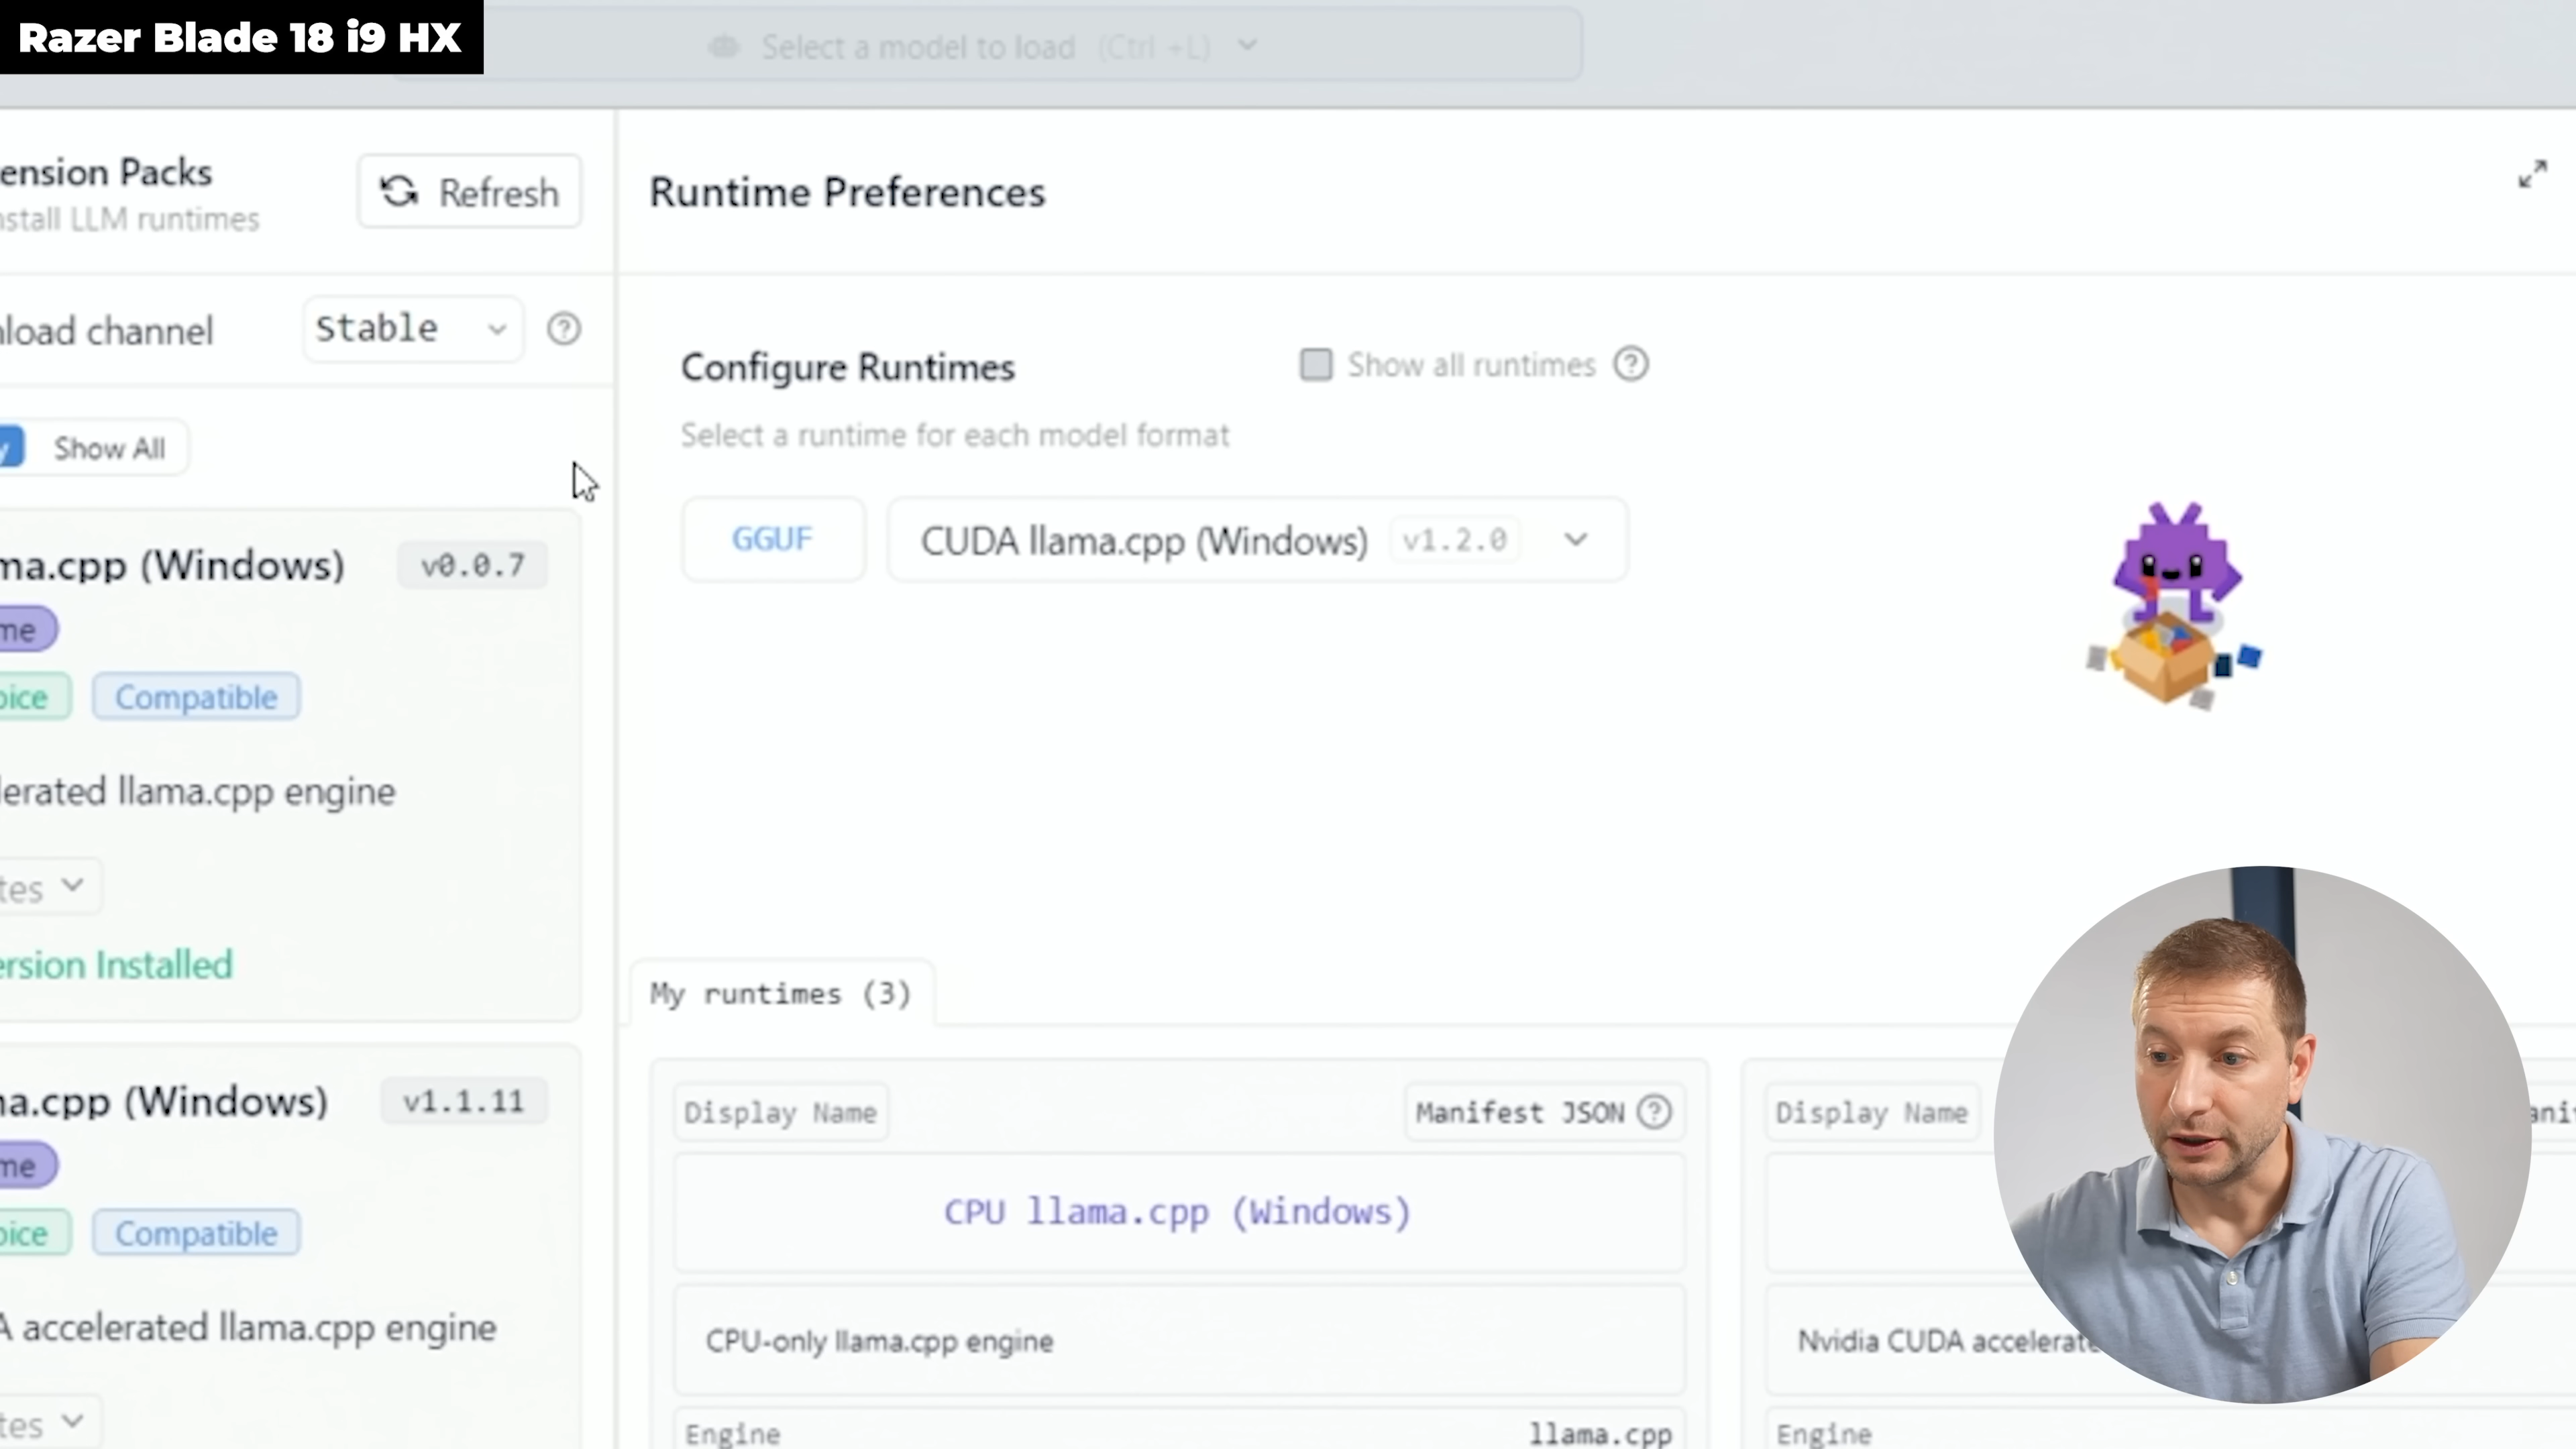 Razer Blade 18 i9 HX
Select a model to load (Ctrl +L)
ension Packs
nstall LLM runtimes
Refresh
Runtime Preferences
nload channel
Stable
Configure Runtimes
Show all runtimes
Select a runtime for each model format
Show All
GGUF
CUDA llama.cpp (Windows) v1.2.0
ma.cpp (Windows) v0.0.7
me
oice Compatible
lerated llama.cpp engine
tes
ersion Installed
My runtimes (3)
na.cpp (Windows) v1.1.11
me
oice Compatible
A accelerated llama.cpp engine
tes
Display Name
Manifest JSON
CPU llama.cpp (Windows)
CPU-only llama.cpp engine
Engine llama.cpp
Display Name
Nvidia CUDA accelerate
Engine